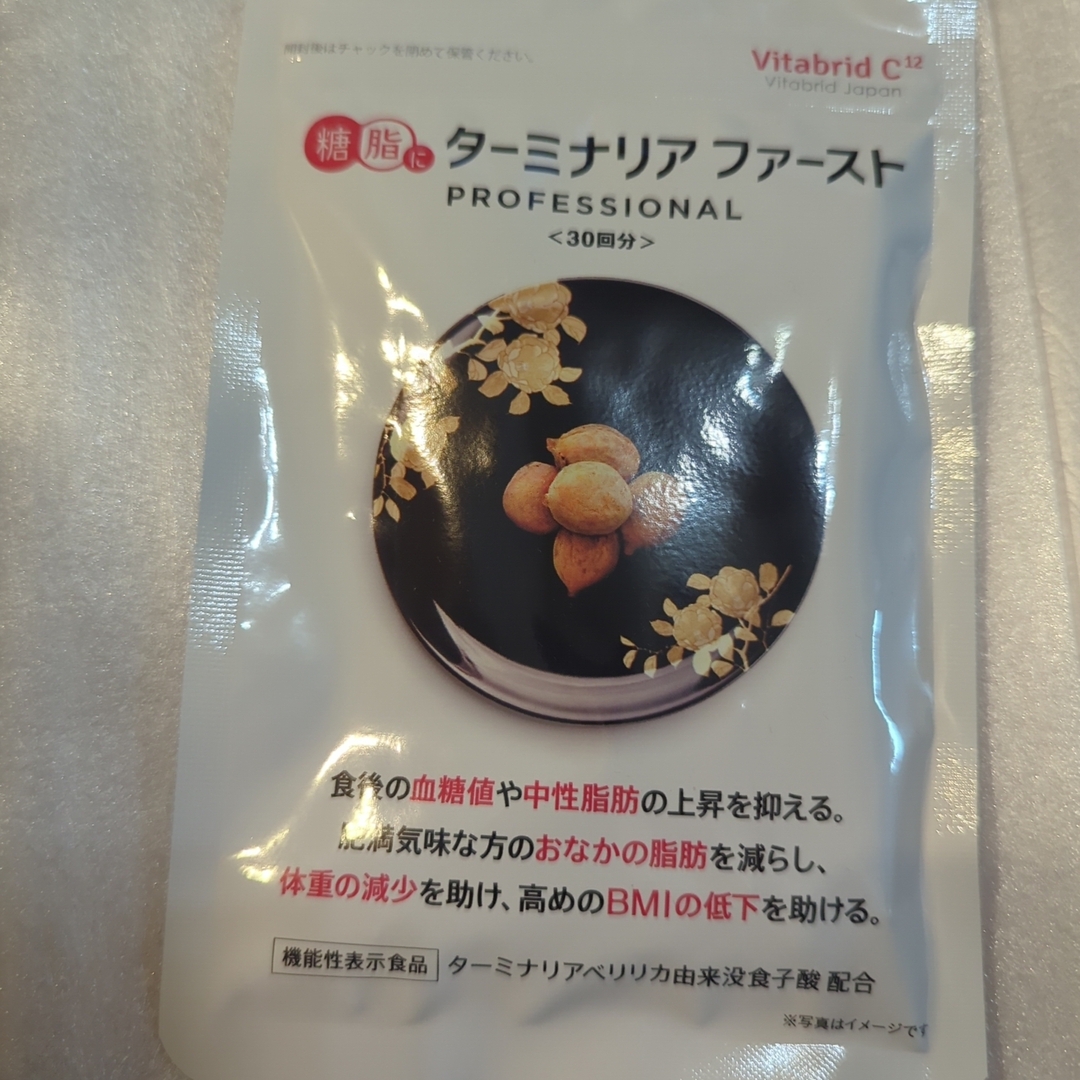 開封後はチャックを閉めて保管ください。
Vitabrid C¹²
Vitabrid Japan
糖脂に ターミナリア ファースト
PROFESSIONAL
<30回分>
食後の血糖値や中性脂肪の上昇を抑える。
肥満気味な方のおなかの脂肪を減らし、
体重の減少を助け、高めのBMIの低下を助ける。
機能性表示食品 ターミナリアベリリカ由来没食子酸 配合
※写真はイメージです